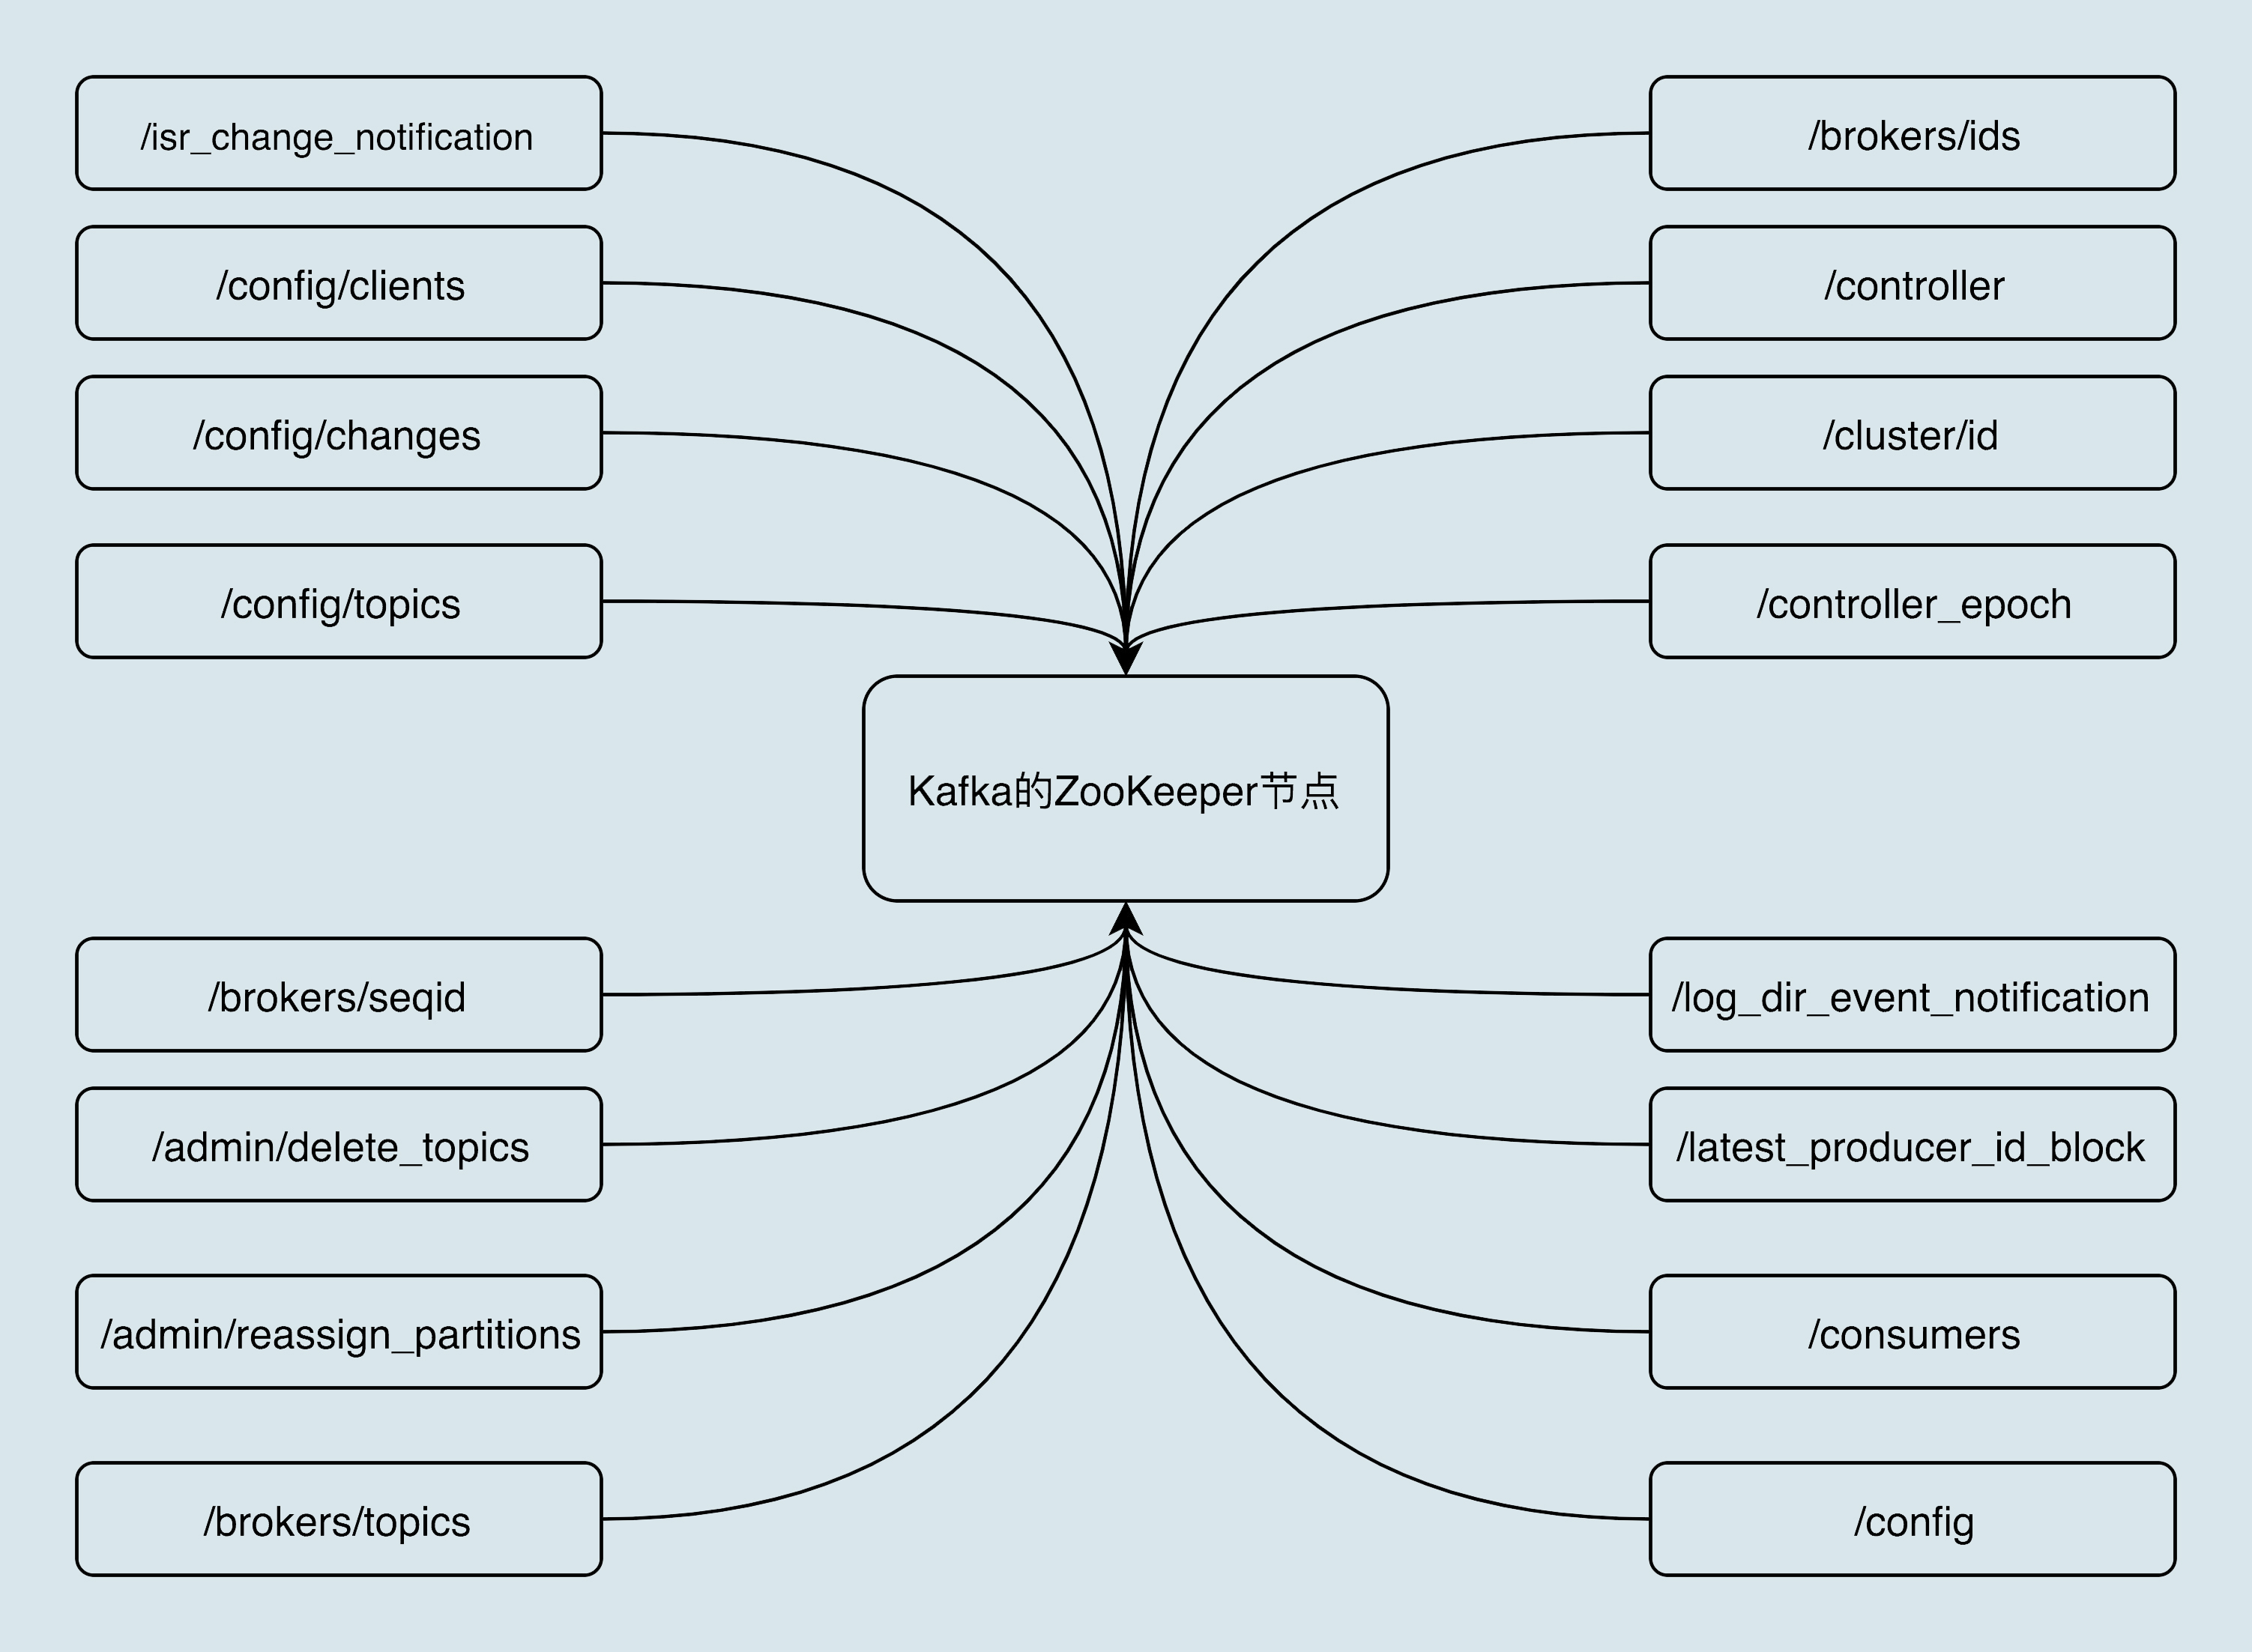 /isr_change_notification
/brokers/ids
/config/clients
/controller
/config/changes
/cluster/id
/config/topics
/controller_epoch
Kafka的ZooKeeper节点
/brokers/seqid
/log_dir_event_notification
/admin/delete_topics
/latest_producer_id_block
/admin/reassign_partitions
/consumers
/brokers/topics
/config